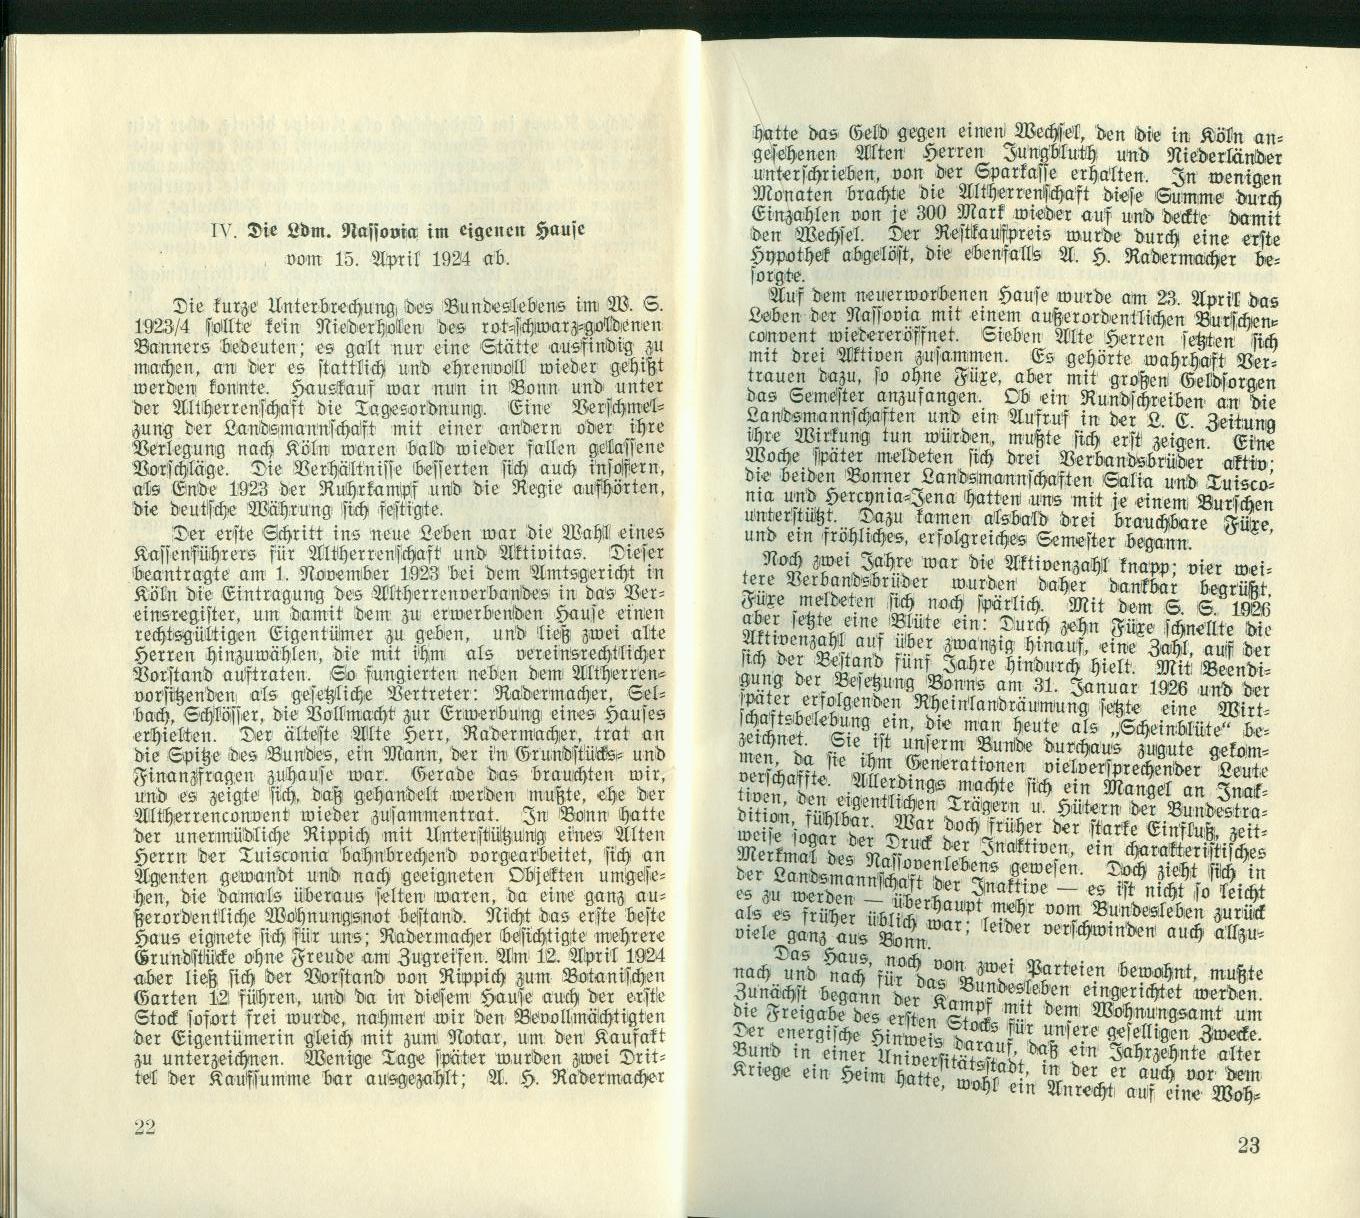 IV. Die Ldm. Nassovia im eigenen Hause
vom 15. April 1924 ab.
Die kurze Unterbrechung des Bundeslebens im W. S.
1923/4 sollte kein Niederholen des rot-schwarz-goldenen
Banners bedeuten; es galt nur eine Stätte ausfindig zu
machen, an der es stattlich und ehrenvoll wieder gehißt
werden konnte. Hauskauf war nun in Bonn und unter
der Altherrenschaft die Tagesordnung. Eine Verschmel-
zung der Landsmannschaft mit einer andern oder ihre
Verlegung nach Köln waren bald wieder fallen gelassene
Vorschläge. Die Verhältnisse besserten sich auch insofern,
als Ende 1923 der Ruhrkampf und die Regie aufhörten,
die deutsche Währung sich festigte.
Der erste Schritt ins neue Leben war die Wahl eines
Kassenführers für Altherrenschaft und Aktivitas. Dieser
beantragte am 1. November 1923 bei dem Amtsgericht in
Köln die Eintragung des Altherrenverbandes in das Ver-
einsregister, um damit dem zu erwerbenden Hause einen
rechtsgültigen Eigentümer zu geben, und ließ zwei alte
Herren hinzuwählen, die mit ihm als vereinsrechtlicher
Vorstand auftraten. So fungierten neben dem Altherren-
vorsitzenden als gesetzliche Vertreter: Radermacher, Sel-
bach, Schlösser, die Vollmacht zur Erwerbung eines Hauses
erhielten. Der älteste Alte Herr, Radermacher, trat an
die Spitze des Bundes, ein Mann, der in Grundstücks- und
Finanzfragen zuhause war. Gerade das brauchten wir,
und es zeigte sich, daß gehandelt werden mußte, ehe der
Altherrenconvent wieder zusammentrat. In Bonn hatte
der unermüdliche Rippich mit Unterstützung eines Alten
Herrn der Tuisconia bahnbrechend vorgearbeitet, sich an
Agenten gewandt und nach geeigneten Objekten umgese-
hen, die damals überaus selten waren, da eine ganz au-
ßerordentliche Wohnungsnot bestand. Nicht das erste beste
Haus eignete sich für uns; Radermacher besichtigte mehrere
Grundstücke ohne Freude am Zugreifen. Am 12. April 1924
aber ließ sich der Vorstand von Rippich zum Botanischen
Garten 12 führen, und da in diesem Hause auch der erste
Stock sofort frei wurde, nahmen wir den Bevollmächtigten
der Eigentümerin gleich mit zum Notar, um den Kaufakt
zu unterzeichnen. Wenige Tage später wurden zwei Drit-
tel der Kaufsumme bar ausgezahlt; A. H. Radermacher
22
hatte das Geld gegen einen Wechsel, den die in Köln an-
gesehenen Alten Herren Jungbluth und Niederländer
unterschrieben, von der Sparkasse erhalten. In wenigen
Monaten brachte die Altherrenschaft diese Summe durch
Einzahlen von je 300 Mark wieder auf und deckte damit
den Wechsel. Der Restkaufpreis wurde durch eine erste
Hypothek abgelöst, die ebenfalls A. H. Radermacher be-
sorgte.
Auf dem neuerworbenen Hause wurde am 23. April das
Leben der Nassovia mit einem außerordentlichen Burschen-
convent wiedereröffnet. Sieben Alte Herren setzten sich
mit drei Aktiven zusammen. Es gehörte wahrhaft Ver-
trauen dazu, so ohne Füxe, aber mit großen Geldsorgen
das Semester anzufangen. Ob ein Rundschreiben an die
Landsmannschaften und ein Aufruf in der L. C. Zeitung
ihre Wirkung tun würden, mußte sich erst zeigen. Eine
Woche später meldeten sich drei Verbandsbrüder aktiv;
die beiden Bonner Landsmannschaften Salia und Tuisco-
nia und Hercynia-Jena hatten uns mit je einem Burschen
unterstützt. Dazu kamen alsbald drei brauchbare Füxe,
und ein fröhliches, erfolgreiches Semester begann.
Noch zwei Jahre war die Aktivenzahl knapp; vier wei-
tere Verbandsbrüder wurden daher dankbar begrüßt,
Füxe meldeten sich noch spärlich. Mit dem S. S. 1926
aber setzte eine Blüte ein: Durch zehn Füxe schnellte die
Aktivenzahl auf über zwanzig hinauf, eine Zahl, auf der
sich der Bestand fünf Jahre hindurch hielt. Mit Beendi-
gung der Besetzung Bonns am 31. Januar 1926 und der
später erfolgenden Rheinlandräumung setzte eine Wirt-
schaftsbelebung ein, die man heute als „Scheinblüte“ be-
zeichnet. Sie ist unserm Bunde durchaus zugute gekom-
men, da sie ihm Generationen vielversprechender Leute
verschaffte. Allerdings machte sich ein Mangel an Inak-
tiven, den eigentlichen Trägern u. Hütern der Bundestra-
dition, fühlbar. War doch früher der starke Einfluß, zeit-
weise sogar der Druck der Inaktiven, ein charakteristisches
Merkmal des Nassovenlebens gewesen. Doch zieht sich in
der Landsmannschaft der Inaktive — es ist nicht so leicht
es zu werden — überhaupt mehr vom Bundesleben zurück
als es früher üblich war; leider verschwinden auch allzu-
viele ganz aus Bonn.
Das Haus, noch von zwei Parteien bewohnt, mußte
nach und nach für das Bundesleben eingerichtet werden.
Zunächst begann der Kampf mit dem Wohnungsamt um
die Freigabe des ersten Stocks für unsere geselligen Zwecke.
Der energische Hinweis darauf, daß ein Jahrzehnte alter
Bund in einer Universitätsstadt, in der er auch vor dem
Kriege ein Heim hatte, wohl ein Anrecht auf eine Woh-
23